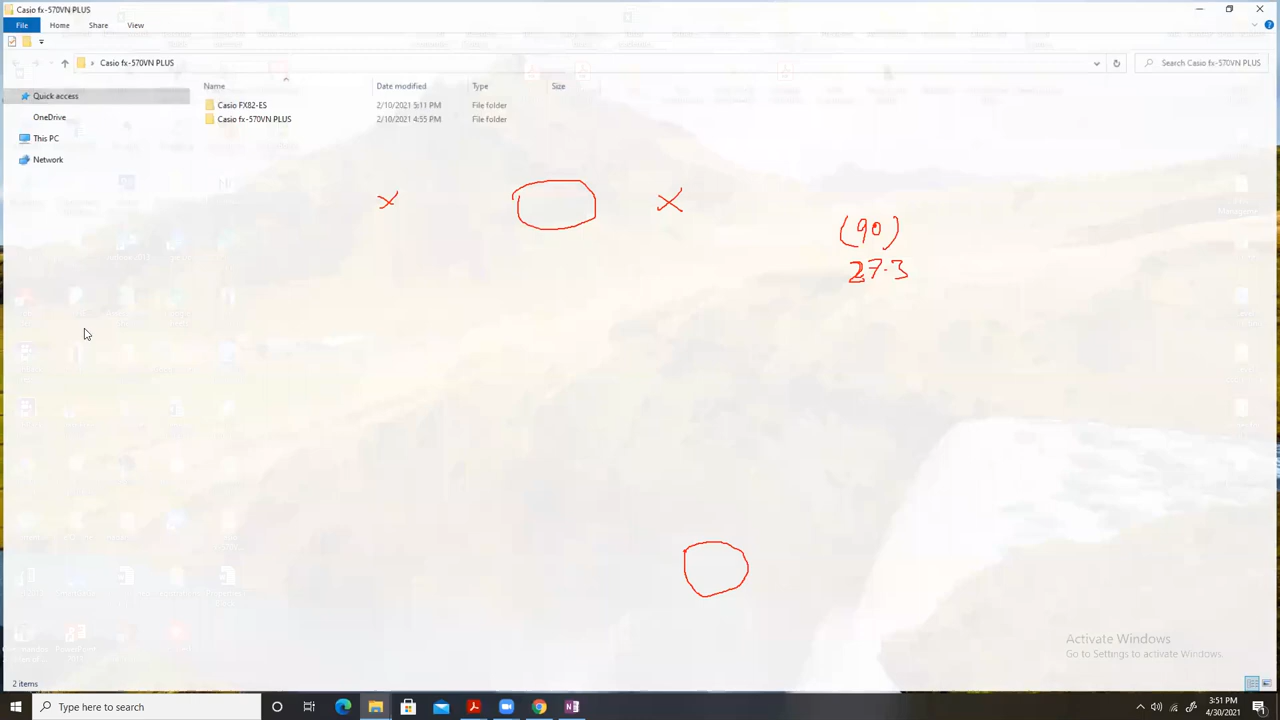 Casio fx-570VN PLUS
File Home Share View
Casio fx-570VN PLUS
Search Casio fx-570VN PLUS
Name Date modified Type Size
Quick access
OneDrive
This PC
Network
Casio FX82-ES 2/10/2021 5:11 PM File folder
Casio fx-570VN PLUS 2/10/2021 4:55 PM File folder
x x
(90)
27.3
Activate Windows
Go to Settings to activate Windows.
2 items
Type here to search
3:51 PM
4/30/2021